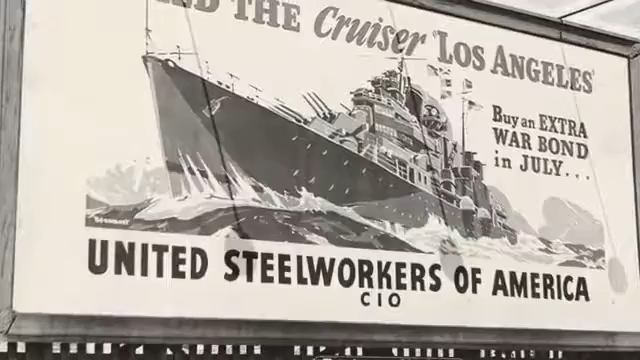 THE Cruiser 'LOS ANGELES'
Buy an EXTRA
WAR BOND
in JULY...
UNITED STEELWORKERS OF AMERICA
CIO